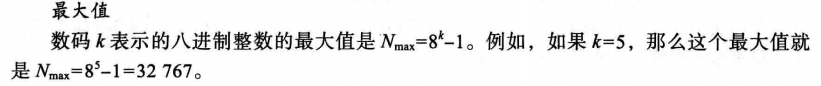 最大值
数码 k 表示的八进制整数的最大值是 Nmax=8^k–1。例如，如果 k=5，那么这个最大值就
是 Nmax=8^5–1=32 767。